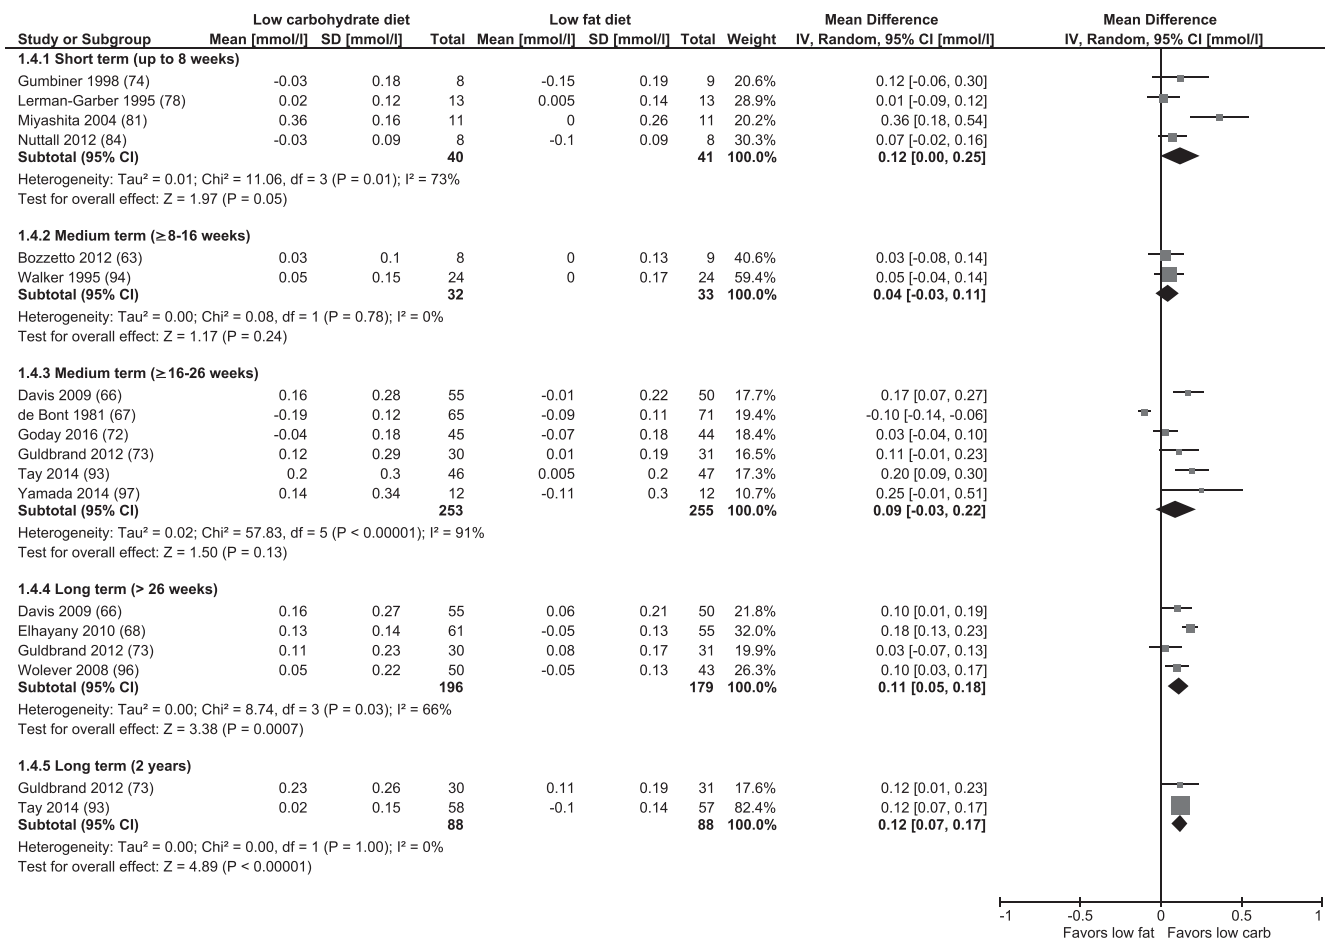 Low carbohydrate diet Low fat diet Mean Difference Mean Difference
Study or Subgroup Mean [mmol/l] SD [mmol/l] Total Mean [mmol/l] SD [mmol/l] Total Weight IV, Random, 95% CI [mmol/l] IV, Random, 95% CI [mmol/l]
1.4.1 Short term (up to 8 weeks)
Gumbiner 1998 (74) -0.03 0.18 8 -0.15 0.19 9 20.6% 0.12 [-0.06, 0.30]
Lerman-Garber 1995 (78) 0.02 0.12 13 0.005 0.14 13 28.9% 0.01 [-0.09, 0.12]
Miyashita 2004 (81) 0.36 0.16 11 0 0.26 11 20.2% 0.36 [0.18, 0.54]
Nuttall 2012 (84) -0.03 0.09 8 -0.1 0.09 8 30.3% 0.07 [-0.02, 0.16]
Subtotal (95% CI) 40 41 100.0% 0.12 [0.00, 0.25]
Heterogeneity: Tau² = 0.01; Chi² = 11.06, df = 3 (P = 0.01); I² = 73%
Test for overall effect: Z = 1.97 (P = 0.05)
1.4.2 Medium term (≥8-16 weeks)
Bozzetto 2012 (63) 0.03 0.1 8 0 0.13 9 40.6% 0.03 [-0.08, 0.14]
Walker 1995 (94) 0.05 0.15 24 0 0.17 24 59.4% 0.05 [-0.04, 0.14]
Subtotal (95% CI) 32 33 100.0% 0.04 [-0.03, 0.11]
Heterogeneity: Tau² = 0.00; Chi² = 0.08, df = 1 (P = 0.78); I² = 0%
Test for overall effect: Z = 1.17 (P = 0.24)
1.4.3 Medium term (≥16-26 weeks)
Davis 2009 (66) 0.16 0.28 55 -0.01 0.22 50 17.7% 0.17 [0.07, 0.27]
de Bont 1981 (67) -0.19 0.12 65 -0.09 0.11 71 19.4% -0.10 [-0.14, -0.06]
Goday 2016 (72) -0.04 0.18 45 -0.07 0.18 44 18.4% 0.03 [-0.04, 0.10]
Guldbrand 2012 (73) 0.12 0.29 30 0.01 0.19 31 16.5% 0.11 [-0.01, 0.23]
Tay 2014 (93) 0.2 0.3 46 0.005 0.2 47 17.3% 0.20 [0.09, 0.30]
Yamada 2014 (97) 0.14 0.34 12 -0.11 0.3 12 10.7% 0.25 [-0.01, 0.51]
Subtotal (95% CI) 253 255 100.0% 0.09 [-0.03, 0.22]
Heterogeneity: Tau² = 0.02; Chi² = 57.83, df = 5 (P < 0.00001); I² = 91%
Test for overall effect: Z = 1.50 (P = 0.13)
1.4.4 Long term (> 26 weeks)
Davis 2009 (66) 0.16 0.27 55 0.06 0.21 50 21.8% 0.10 [0.01, 0.19]
Elhayany 2010 (68) 0.13 0.14 61 -0.05 0.13 55 32.0% 0.18 [0.13, 0.23]
Guldbrand 2012 (73) 0.11 0.23 30 0.08 0.17 31 19.9% 0.03 [-0.07, 0.13]
Wolever 2008 (96) 0.05 0.22 50 -0.05 0.13 43 26.3% 0.10 [0.03, 0.17]
Subtotal (95% CI) 196 179 100.0% 0.11 [0.05, 0.18]
Heterogeneity: Tau² = 0.00; Chi² = 8.74, df = 3 (P = 0.03); I² = 66%
Test for overall effect: Z = 3.38 (P = 0.0007)
1.4.5 Long term (2 years)
Guldbrand 2012 (73) 0.23 0.26 30 0.11 0.19 31 17.6% 0.12 [0.01, 0.23]
Tay 2014 (93) 0.02 0.15 58 -0.1 0.14 57 82.4% 0.12 [0.07, 0.17]
Subtotal (95% CI) 88 88 100.0% 0.12 [0.07, 0.17]
Heterogeneity: Tau² = 0.00; Chi² = 0.00, df = 1 (P = 1.00); I² = 0%
Test for overall effect: Z = 4.89 (P < 0.00001)
-1 -0.5 0 0.5 1
Favors low fat Favors low carb